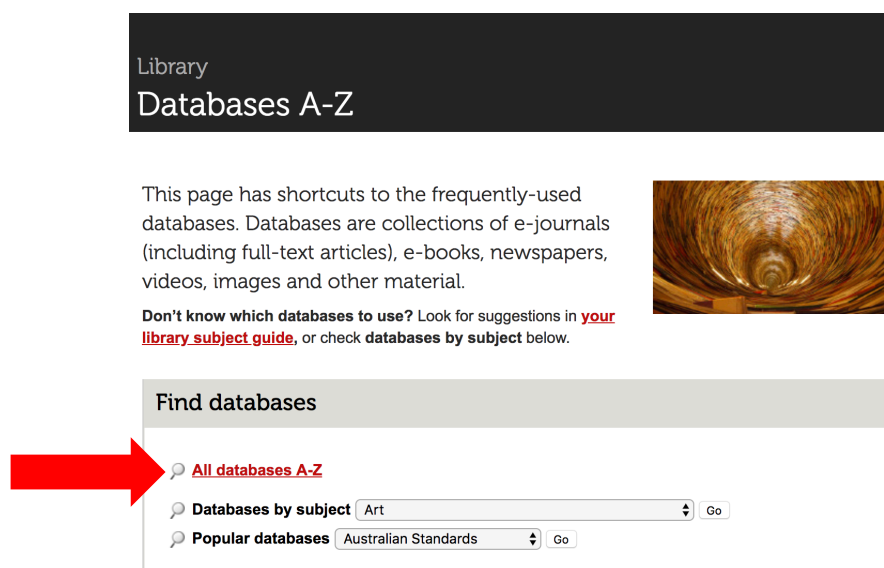 Library
Databases A-Z
This page has shortcuts to the frequently-used
databases. Databases are collections of e-journals
(including full-text articles), e-books, newspapers,
videos, images and other material.
Don’t know which databases to use? Look for suggestions in your
library subject guide, or check databases by subject below.
Find databases
All databases A-Z
Databases by subject Art Go
Popular databases Australian Standards Go